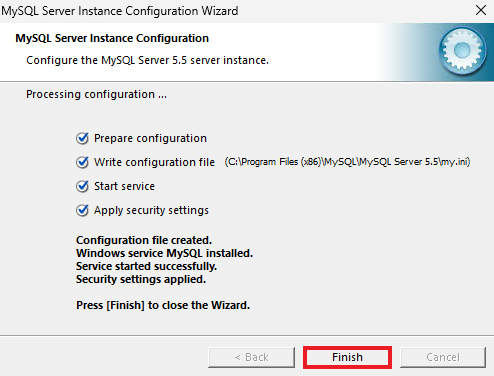 MySQL Server Instance Configuration Wizard
MySQL Server Instance Configuration
Configure the MySQL Server 5.5 server instance.
Processing configuration ...
Prepare configuration
Write configuration file (C:\Program Files (x86)\MySQL\MySQL Server 5.5\my.ini)
Start service
Apply security settings
Configuration file created.
Windows service MySQL installed.
Service started successfully.
Security settings applied.
Press [Finish] to close the Wizard.
< Back Finish Cancel